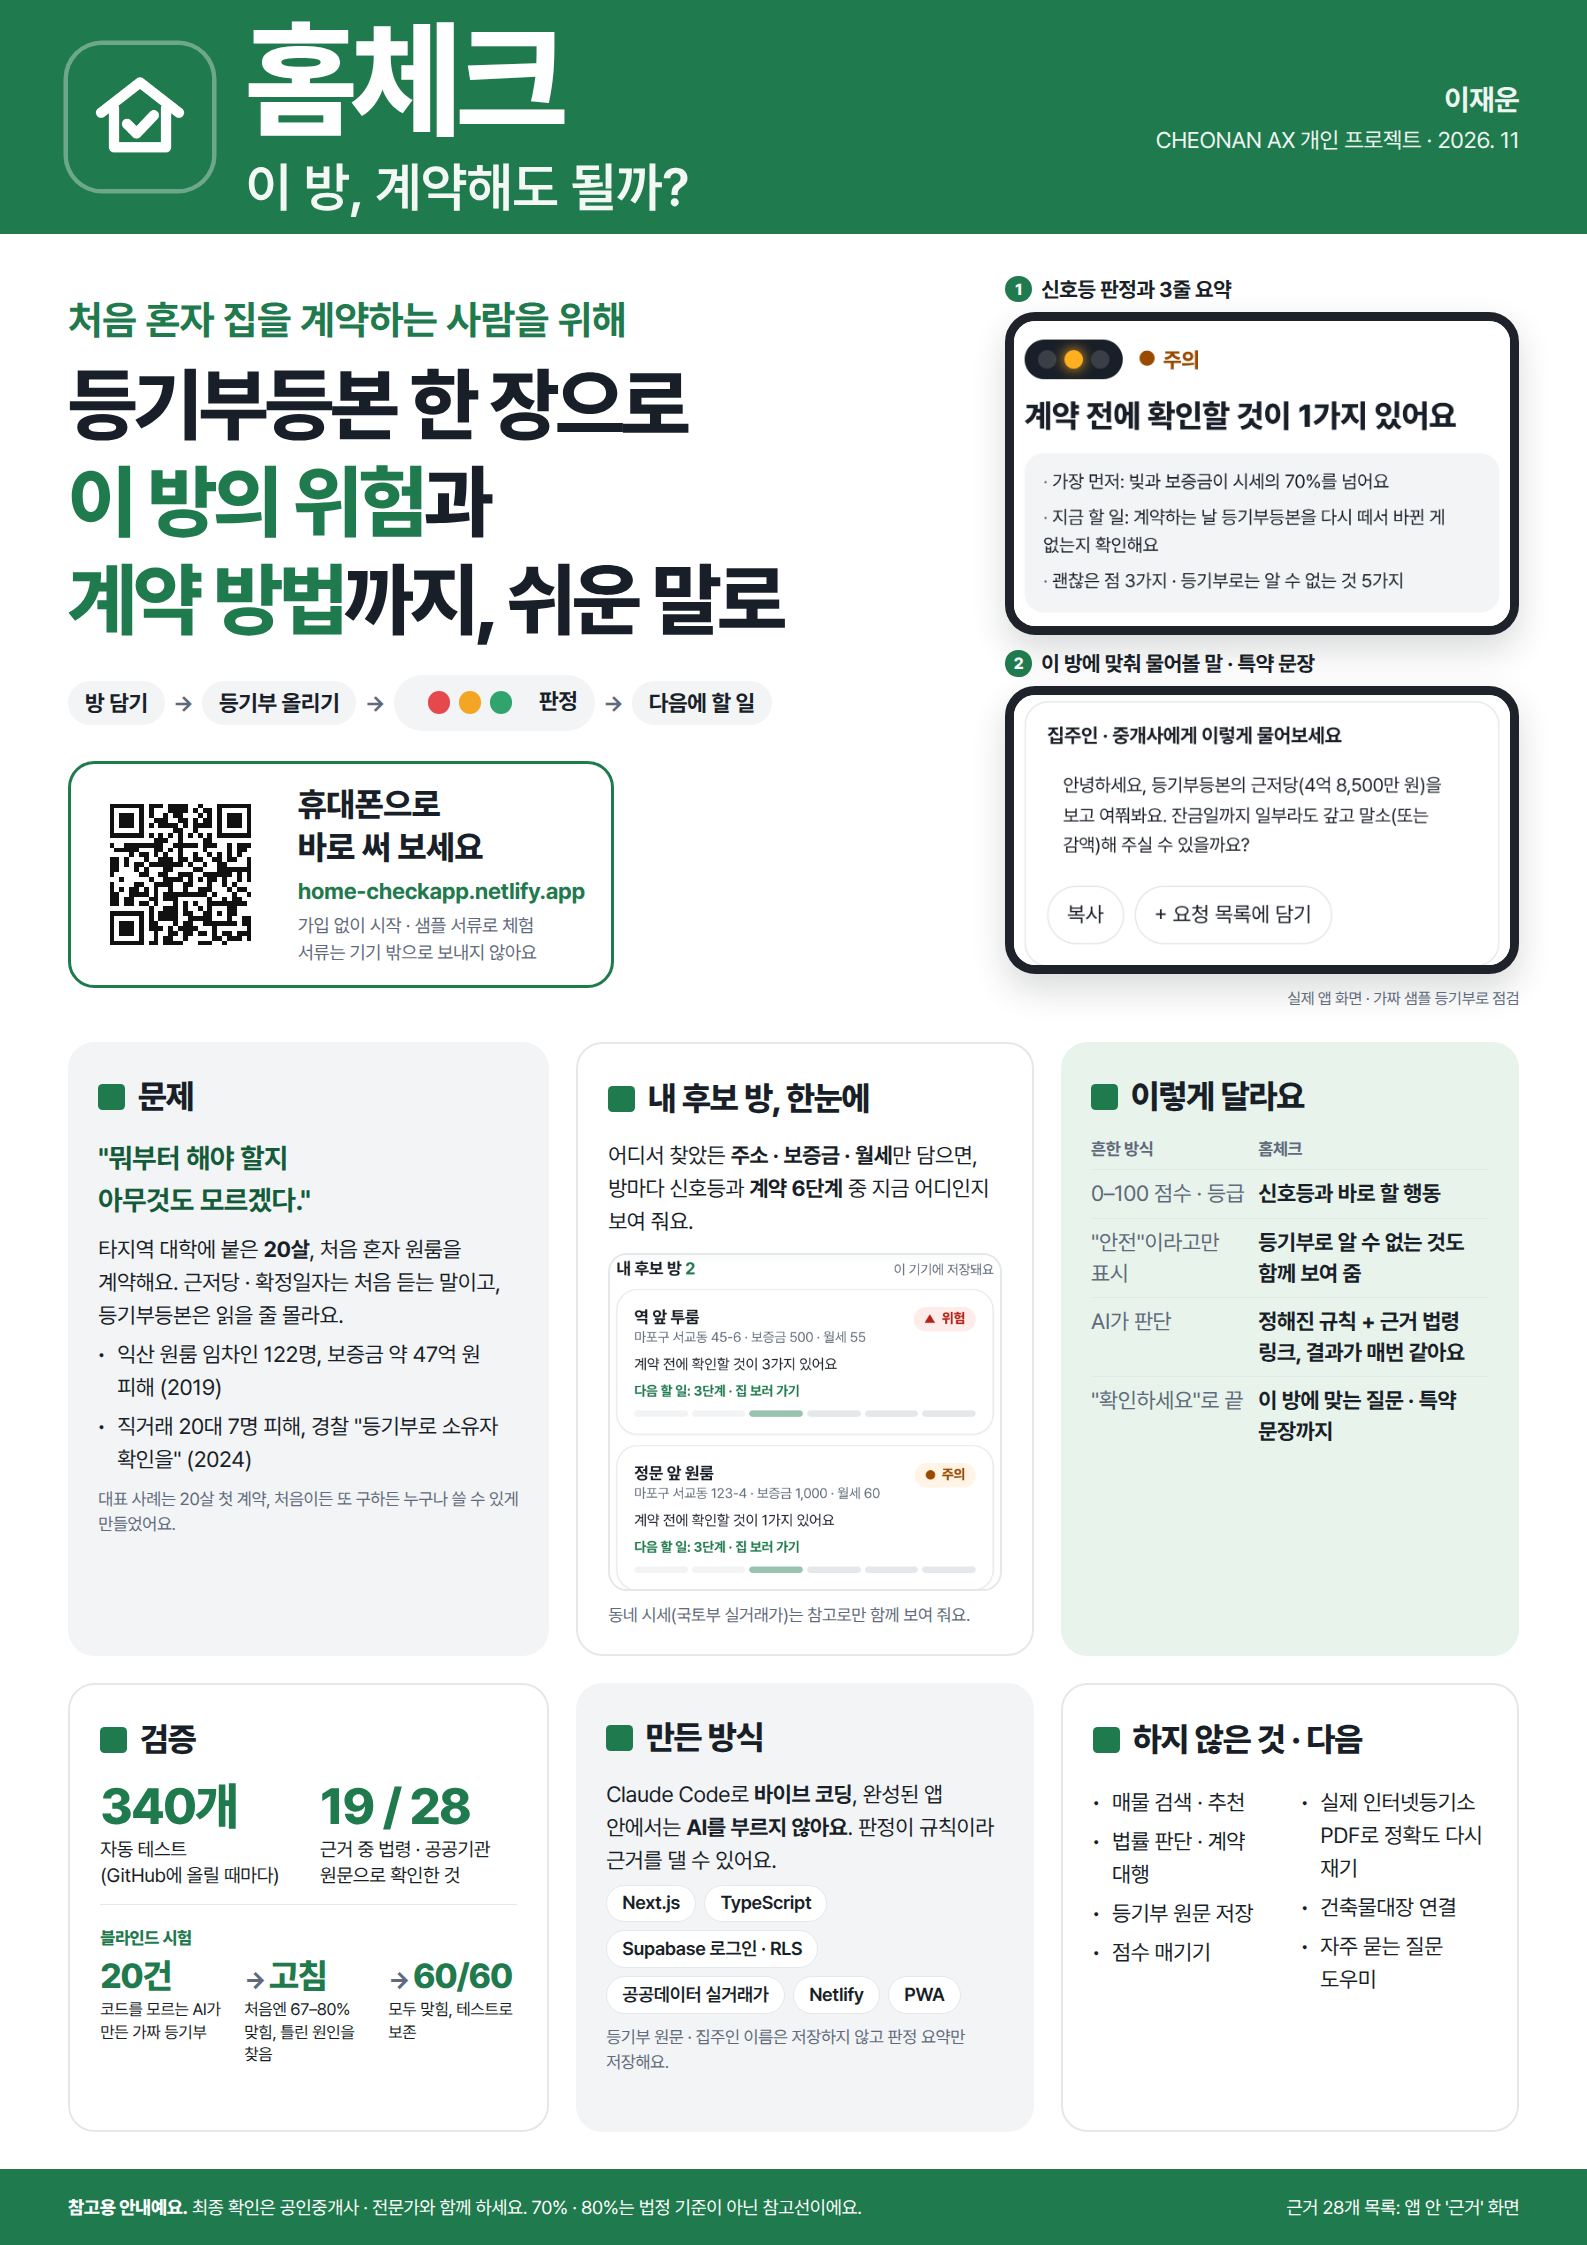 홈체크
이 방, 계약해도 될까?
이재운
CHEONAN AX 개인 프로젝트 · 2026. 11
처음 혼자 집을 계약하는 사람을 위해
등기부등본 한 장으로
이 방의 위험과
계약 방법까지, 쉬운 말로
방 담기 → 등기부 올리기 → 판정 → 다음에 할 일
휴대폰으로
바로 써 보세요
home-checkapp.netlify.app
가입 없이 시작 · 샘플 서류로 체험
서류는 기기 밖으로 보내지 않아요
1 신호등 판정과 3줄 요약
주의
계약 전에 확인할 것이 1가지 있어요
· 가장 먼저: 빚과 보증금이 시세의 70%를 넘어요
· 지금 할 일: 계약하는 날 등기부등본을 다시 떼서 바뀐 게
없는지 확인해요
· 괜찮은 점 3가지 · 등기부로는 알 수 없는 것 5가지
2 이 방에 맞춰 물어볼 말 · 특약 문장
집주인 · 중개사에게 이렇게 물어보세요
안녕하세요, 등기부등본의 근저당(4억 8,500만 원)을
보고 여쭤봐요. 잔금일까지 일부라도 갚고 말소(또는
감액)해 주실 수 있을까요?
복사 + 요청 목록에 담기
실제 앱 화면 · 가짜 샘플 등기부로 점검
문제
"뭐부터 해야 할지
아무것도 모르겠다."
타지역 대학에 붙은 20살, 처음 혼자 원룸을
계약해요. 근저당 · 확정일자는 처음 듣는 말이고,
등기부등본은 읽을 줄 몰라요.
· 익산 원룸 임차인 122명, 보증금 약 47억 원
피해 (2019)
· 직거래 20대 7명 피해, 경찰 "등기부로 소유자
확인을" (2024)
대표 사례는 20살 첫 계약, 처음이든 또 구하든 누구나 쓸 수 있게
만들었어요.
내 후보 방, 한눈에
어디서 찾았든 주소 · 보증금 · 월세만 담으면,
방마다 신호등과 계약 6단계 중 지금 어디인지
보여 줘요.
내 후보 방 2 이 기기에 저장돼요
역 앞 투룸 ▲ 위험
마포구 서교동 45-6 · 보증금 500 · 월세 55
계약 전에 확인할 것이 3가지 있어요
다음 할 일: 3단계 · 집 보러 가기
정문 앞 원룸 ● 주의
마포구 서교동 123-4 · 보증금 1,000 · 월세 60
계약 전에 확인할 것이 1가지 있어요
다음 할 일: 3단계 · 집 보러 가기
동네 시세(국토부 실거래가)는 참고로만 함께 보여 줘요.
이렇게 달라요
흔한 방식 홈체크
0–100 점수 · 등급 신호등과 바로 할 행동
"안전"이라고만 등기부로 알 수 없는 것도
표시 함께 보여 줌
AI가 판단 정해진 규칙 + 근거 법령
링크, 결과가 매번 같아요
"확인하세요"로 끝 이 방에 맞는 질문 · 특약
문장까지
검증
340개 19 / 28
자동 테스트 근거 중 법령 · 공공기관
(GitHub에 올릴 때마다) 원문으로 확인한 것
블라인드 시험
20건 → 고침 → 60/60
코드를 모르는 AI가 처음엔 67–80% 모두 맞힘, 테스트로
만든 가짜 등기부 맞힘, 틀린 원인을 보존
찾음
만든 방식
Claude Code로 바이브 코딩, 완성된 앱
안에서는 AI를 부르지 않아요. 판정이 규칙이라
근거를 댈 수 있어요.
Next.js TypeScript
Supabase 로그인 · RLS
공공데이터 실거래가 Netlify PWA
등기부 원문 · 집주인 이름은 저장하지 않고 판정 요약만
저장해요.
하지 않은 것 · 다음
· 매물 검색 · 추천
· 법률 판단 · 계약
대행
· 등기부 원문 저장
· 점수 매기기
· 실제 인터넷등기소
PDF로 정확도 다시
재기
· 건축물대장 연결
· 자주 묻는 질문
도우미
참고용 안내예요. 최종 확인은 공인중개사 · 전문가와 함께 하세요. 70% · 80%는 법정 기준이 아닌 참고선이에요.
근거 28개 목록: 앱 안 '근거' 화면